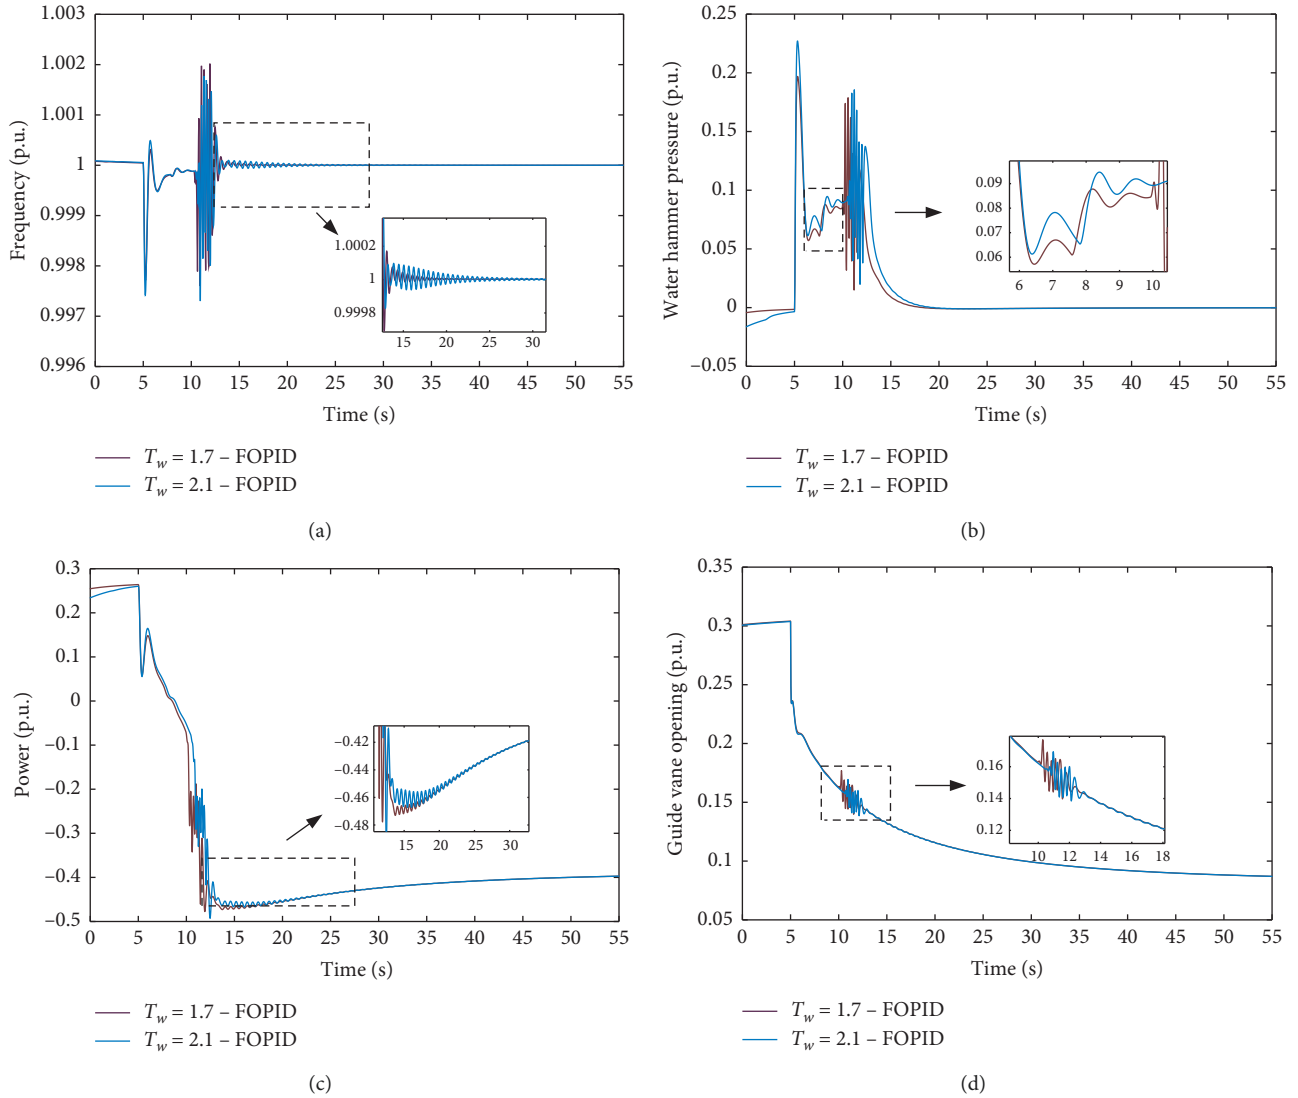 1.003
1.002
1.001
1
0.999
0.998
0.997
0.996
Frequency (p.u.)
1.0002
1
0.9998
15 20 25 30
0 5 10 15 20 25 30 35 40 45 50 55
Time (s)
T_w = 1.7 – FOPID
T_w = 2.1 – FOPID
(a)
0.25
0.2
0.15
0.1
0.05
0
–0.05
Water hammer pressure (p.u.)
0.09
0.08
0.07
0.06
6 7 8 9 10
0 5 10 15 20 25 30 35 40 45 50 55
Time (s)
T_w = 1.7 – FOPID
T_w = 2.1 – FOPID
(b)
0.3
0.2
0.1
0
–0.1
–0.2
–0.3
–0.4
–0.5
Power (p.u.)
–0.42
–0.44
–0.46
–0.48
15 20 25 30
0 5 10 15 20 25 30 35 40 45 50 55
Time (s)
T_w = 1.7 – FOPID
T_w = 2.1 – FOPID
(c)
0.35
0.3
0.25
0.2
0.15
0.1
0.05
Guide vane opening (p.u.)
0.16
0.14
0.12
10 12 14 16 18
0 5 10 15 20 25 30 35 40 45 50 55
Time (s)
T_w = 1.7 – FOPID
T_w = 2.1 – FOPID
(d)